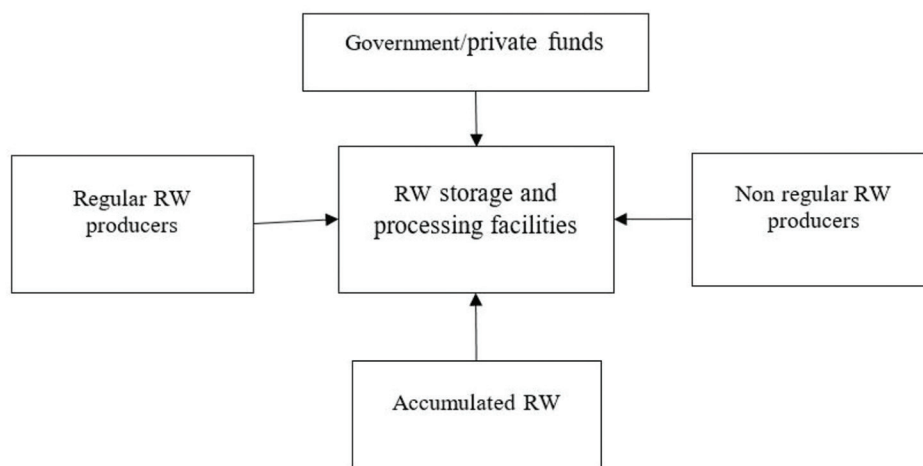 Government/private funds
Regular RW
producers
RW storage and
processing facilities
Non regular RW
producers
Accumulated RW